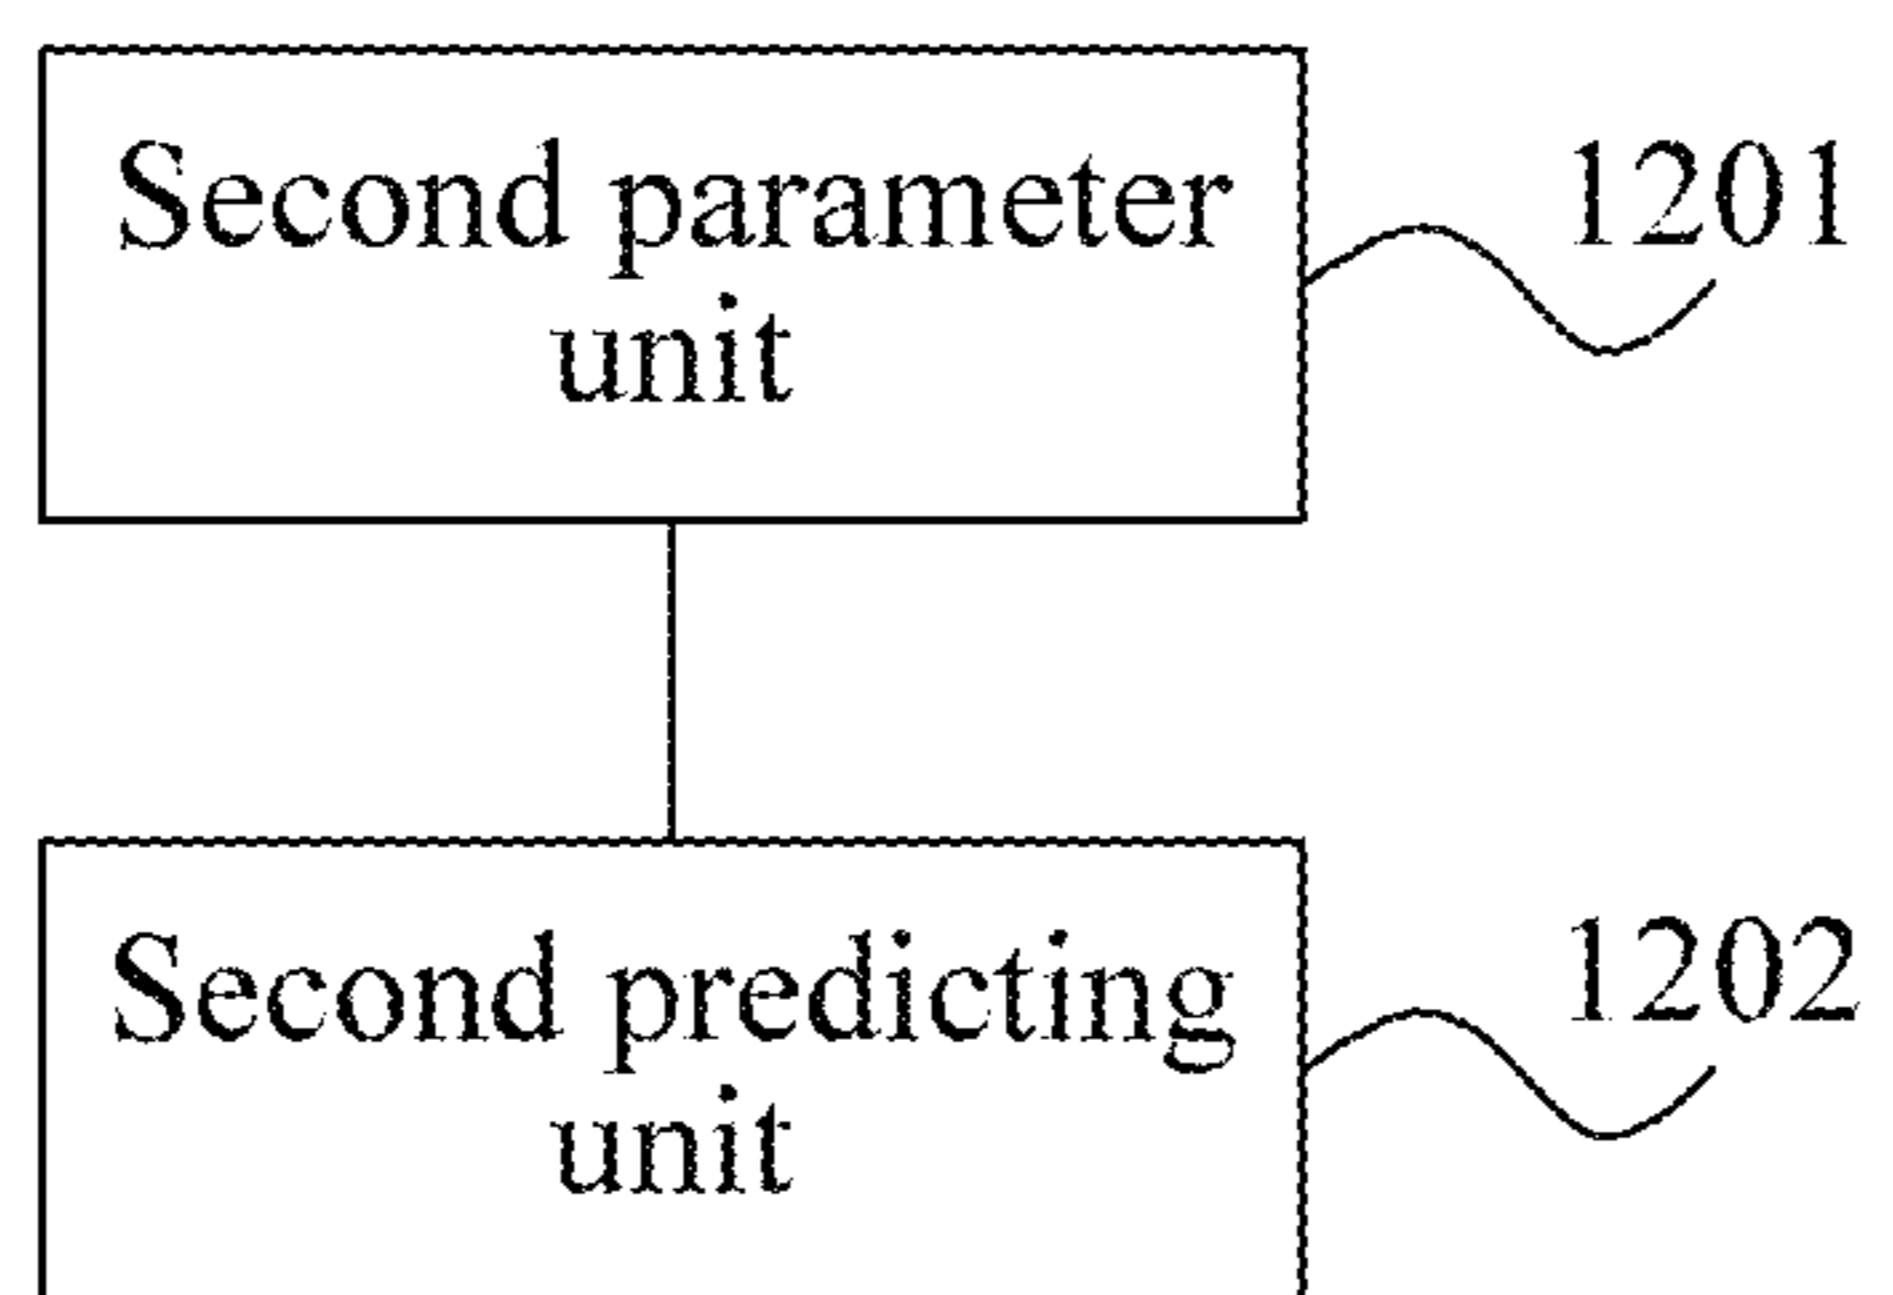 Second parameter
unit
1201
Second predicting
unit
1202